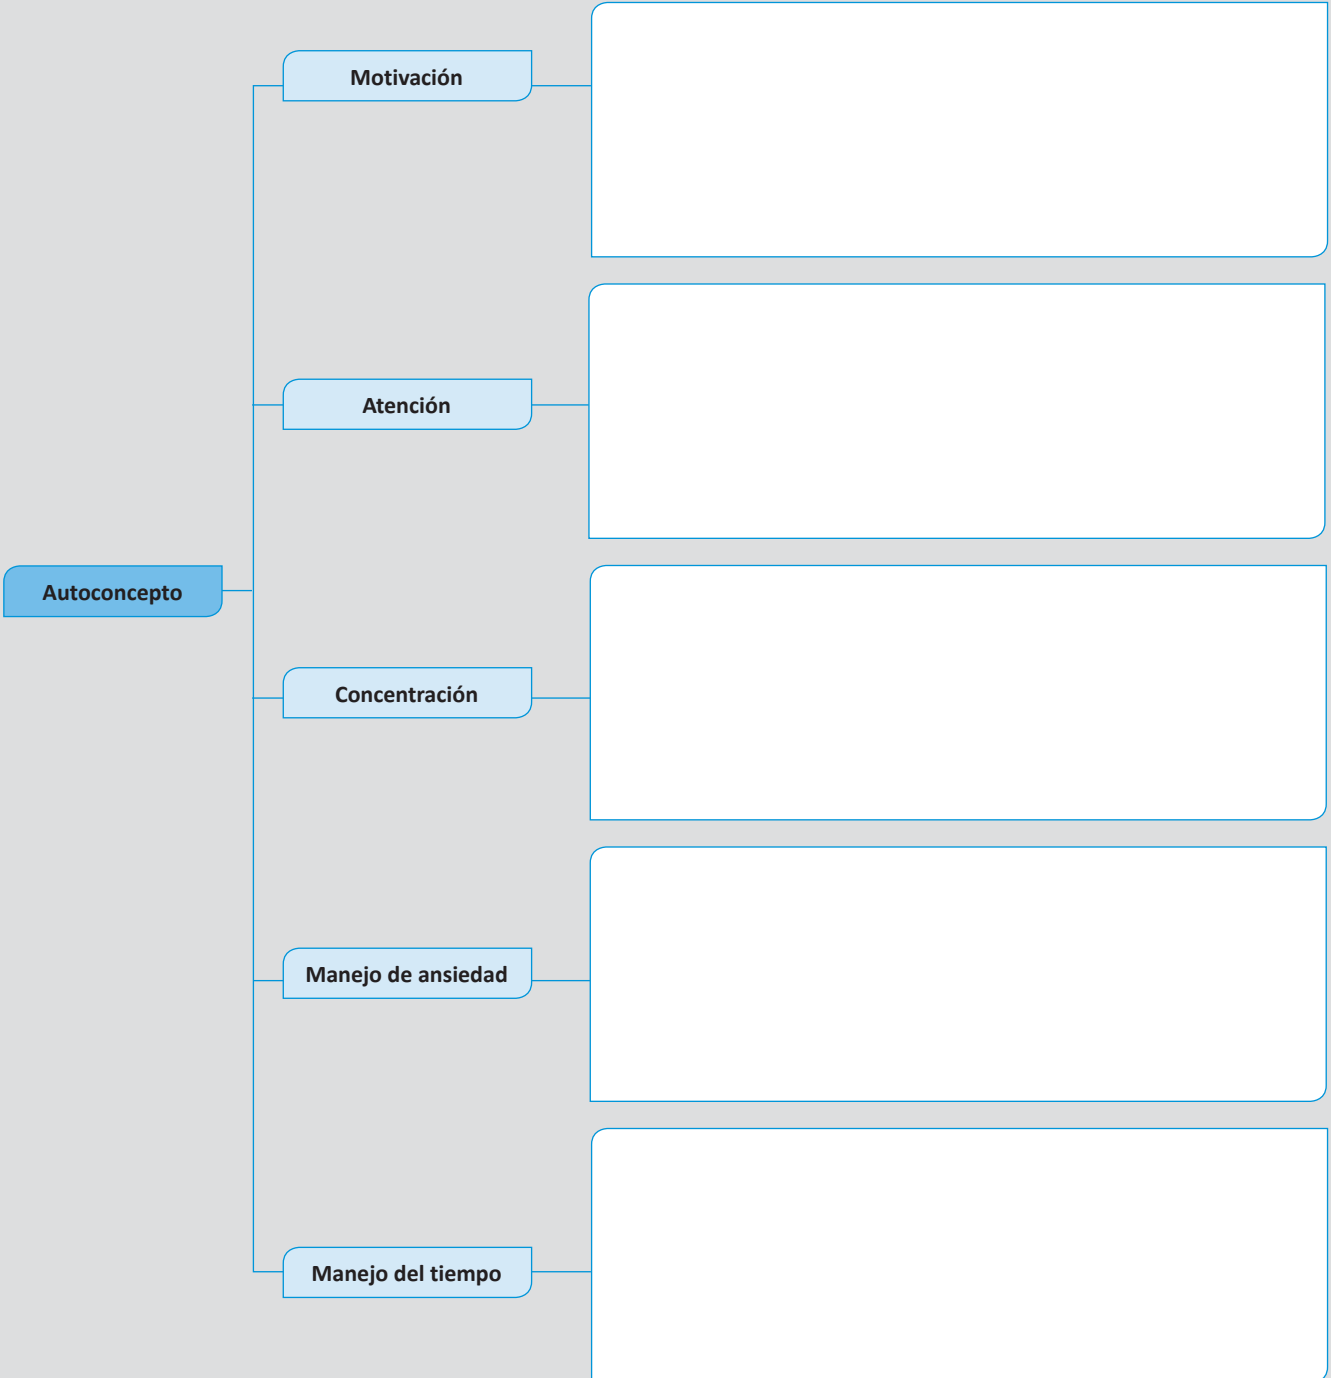 Motivación
Atención
Autoconcepto
Concentración
Manejo de ansiedad
Manejo del tiempo